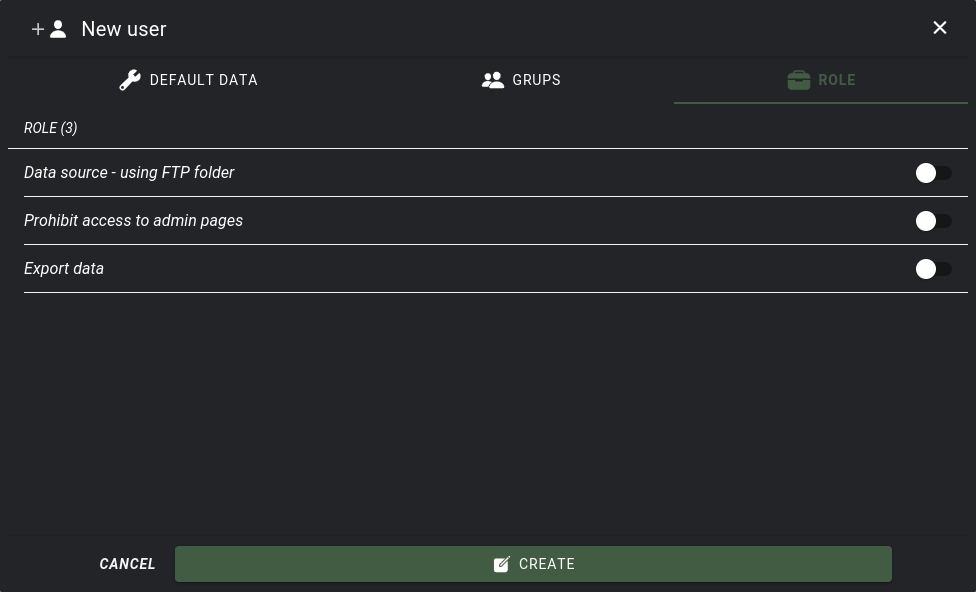 New user
DEFAULT DATA
GRUPS
ROLE
ROLE (3)
Data source - using FTP folder
Prohibit access to admin pages
Export data
CANCEL
CREATE